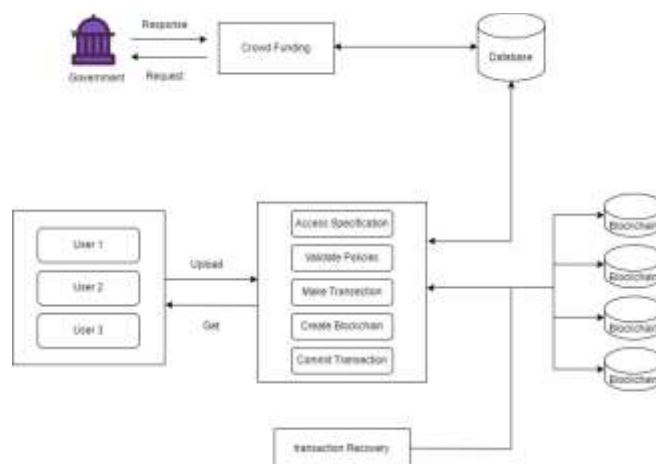 Response
Crowd Funding
Government
Request
Database
Access Specification
Validate Policies
Make Transection
Create Blockchain
Commit Transaction
User 1
User 2
User 3
Upload
Get
Blockchain
Blockchain
Blockchain
Blockchain
transaction Recovery